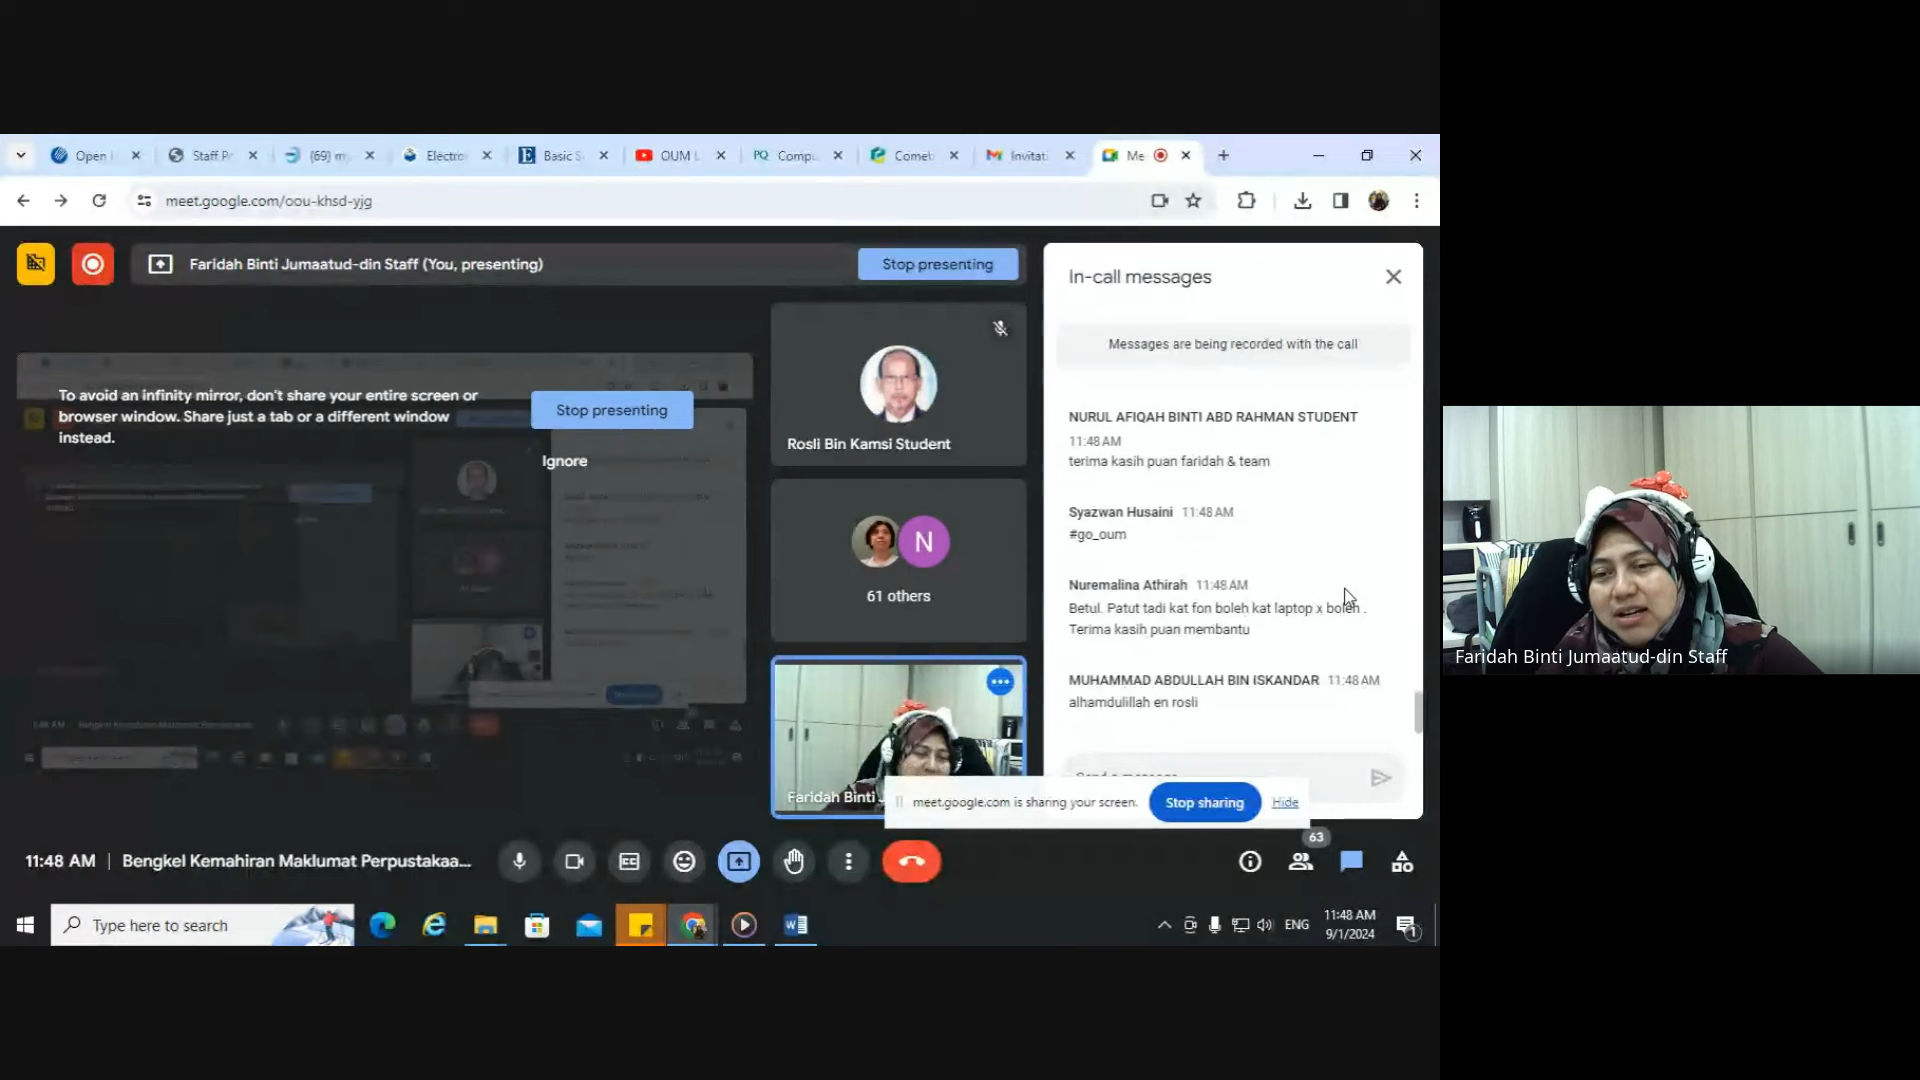 Open
Staff P
(69) m
Electro
Basic S
OUM L
Compu
Comeb
Invitat
Me
meet.google.com/oou-khsd-yjg
Faridah Binti Jumaatud-din Staff (You, presenting)
Stop presenting
To avoid an infinity mirror, don't share your entire screen or
browser window. Share just a tab or a different window
instead.
Stop presenting
Ignore
Rosli Bin Kamsi Student
N
61 others
Faridah Binti
In-call messages
Messages are being recorded with the call
NURUL AFIQAH BINTI ABD RAHMAN STUDENT
11:48 AM
terima kasih puan faridah & team
Syazwan Husaini 11:48 AM
#go_oum
Nuremalina Athirah 11:48 AM
Betul. Patut tadi kat fon boleh kat laptop x boleh .
Terima kasih puan membantu
MUHAMMAD ABDULLAH BIN ISKANDAR 11:48 AM
alhamdulillah en rosli
meet.google.com is sharing your screen.
Stop sharing
Hide
63
11:48 AM | Bengkel Kemahiran Maklumat Perpustakaa...
Type here to search
ENG
11:48 AM
9/1/2024
1
Faridah Binti Jumaatud-din Staff